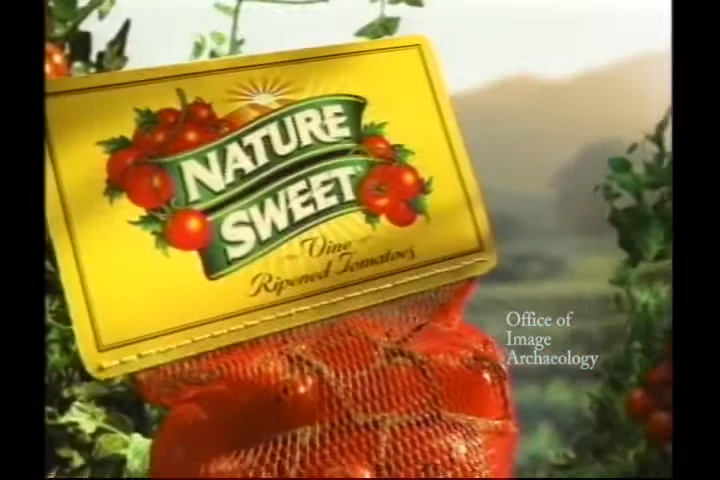 NATURE
SWEET
Vine
Ripened Tomatoes
Office of
Image
Archaeology